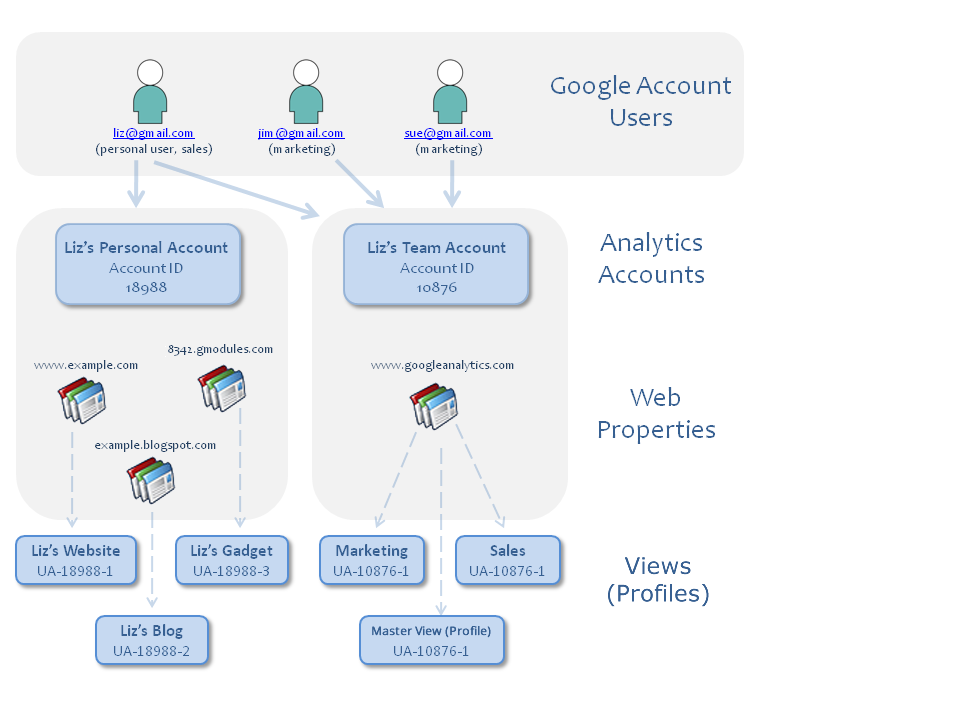 Google Account
Users
liz@gmail.com
(personal user, sales)
jim@gmail.com
(marketing)
sue@gmail.com
(marketing)
Liz's Personal Account
Account ID
18988
Liz's Team Account
Account ID
10876
Analytics
Accounts
www.example.com
8342.gmodules.com
example.blogspot.com
www.googleanalytics.com
Web
Properties
Liz's Website
UA-18988-1
Liz's Gadget
UA-18988-3
Liz's Blog
UA-18988-2
Marketing
UA-10876-1
Sales
UA-10876-1
Master View (Profile)
UA-10876-1
Views
(Profiles)